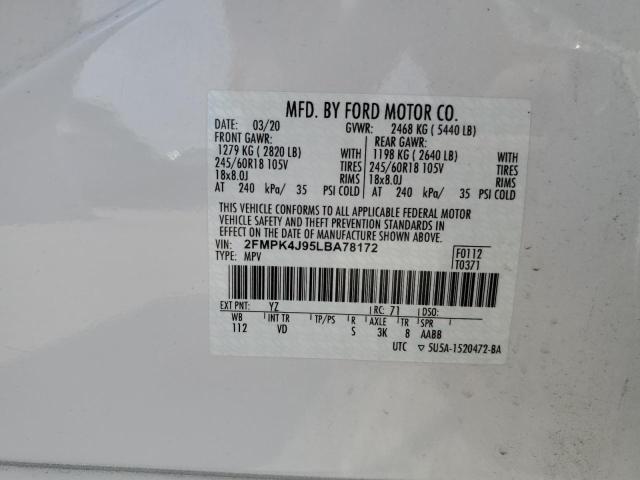 MFD. BY FORD MOTOR CO.
DATE: 03/20 GVWR: 2468 KG ( 5440 LB)
FRONT GAWR: REAR GAWR:
1279 KG ( 2820 LB) WITH 1198 KG ( 2640 LB) WITH
245/60R18 105V TIRES 245/60R18 105V TIRES
18x8.0J RIMS 18x8.0J RIMS
AT 240 kPa/ 35 PSI COLD AT 240 kPa/ 35 PSI COLD
THIS VEHICLE CONFORMS TO ALL APPLICABLE FEDERAL MOTOR
VEHICLE SAFETY AND THEFT PREVENTION STANDARDS IN
EFFECT ON THE DATE OF MANUFACTURE SHOWN ABOVE.
VIN: 2FMPK4J95LBA78172 F0112
TYPE: MPV T0371
EXT PNT: YZ RC: 71 DSO:
WB INT TR TP/PS R AXLE TR SPR
112 VD S 3K 8 AABB
UTC ▽ 5U5A-1520472-BA